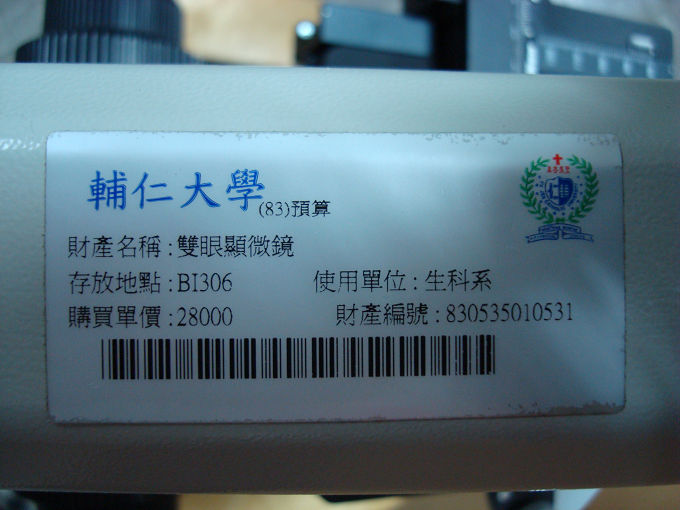 輔仁大學(83)預算
財產名稱:雙眼顯微鏡
存放地點:BI306 使用單位:生科系
購買單價:28000 財產編號:830535010531